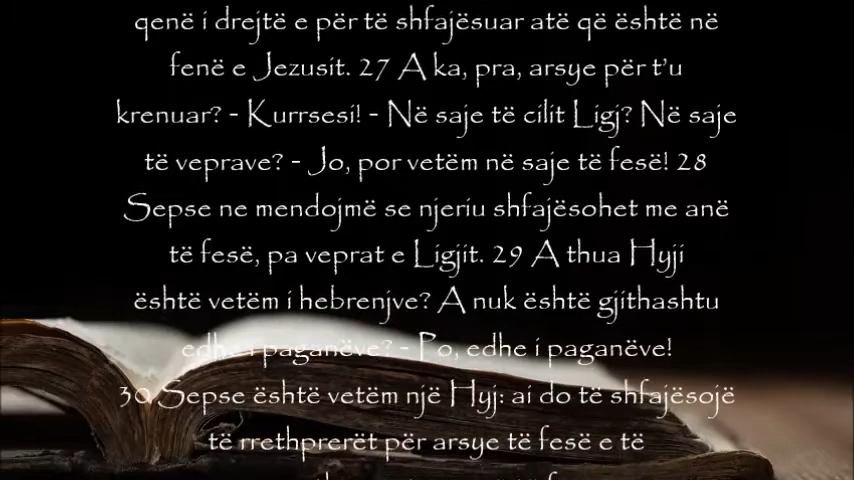 qenë i drejtë e për të shfajësuar atë që është në
fenë e Jezusit. 27 A ka, pra, arsye për t'u
krenuar? - Kurrsesi! - Në saje të cilit Ligj? Në saje
të veprave? - Jo, por vetëm në saje të fesë! 28
Sepse ne mendojmë se njeriu shfajësohet me anë
të fesë, pa veprat e Ligjit. 29 A thua Hyji
është vetëm i hebrenjve? A nuk është gjithashtu
edhe i paganëve? - Po, edhe i paganëve!
30 Sepse është vetëm një Hyj: ai do të shfajësojë
të rrethprerët për arsye të fesë e të